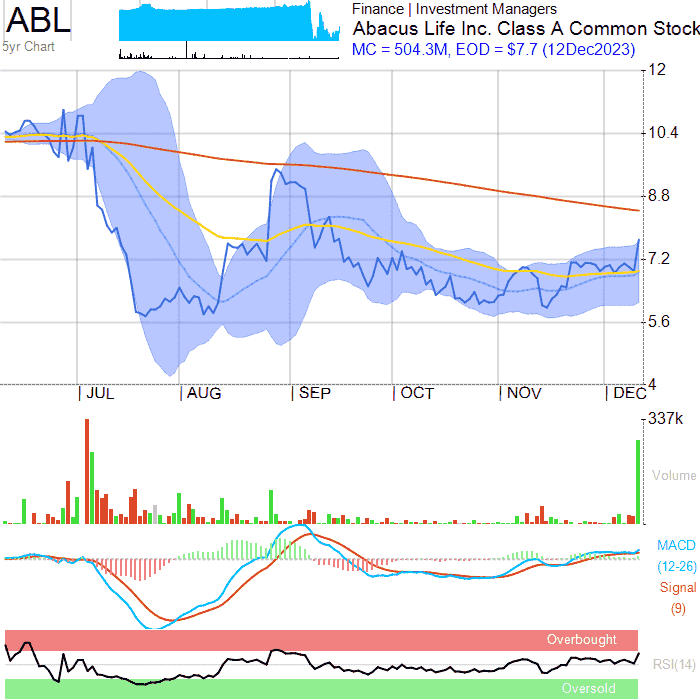 ABL
5yr Chart
Finance | Investment Managers
Abacus Life Inc. Class A Common Stock
MC = 504.3M, EOD = $7.7 (12Dec2023)
12
10.4
8.8
7.2
5.6
4
| JUL | AUG | SEP | OCT | NOV | DEC
337k
Volume
MACD
(12-26)
Signal
(9)
Overbought
RSI(14)
Oversold